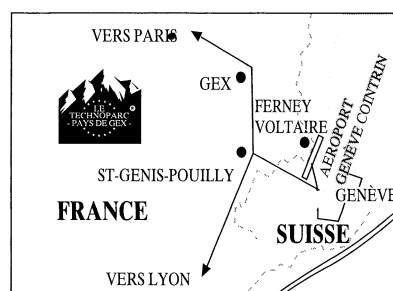 VERS PARIS
GEX
LE
TECHNOPARC
PAYS DE GEX
FERNEY
VOLTAIRE
AEROPORT
GENÈVE COINTRIN
ST-GENIS-POUILLY
GENÈVE
FRANCE
SUISSE
VERS LYON